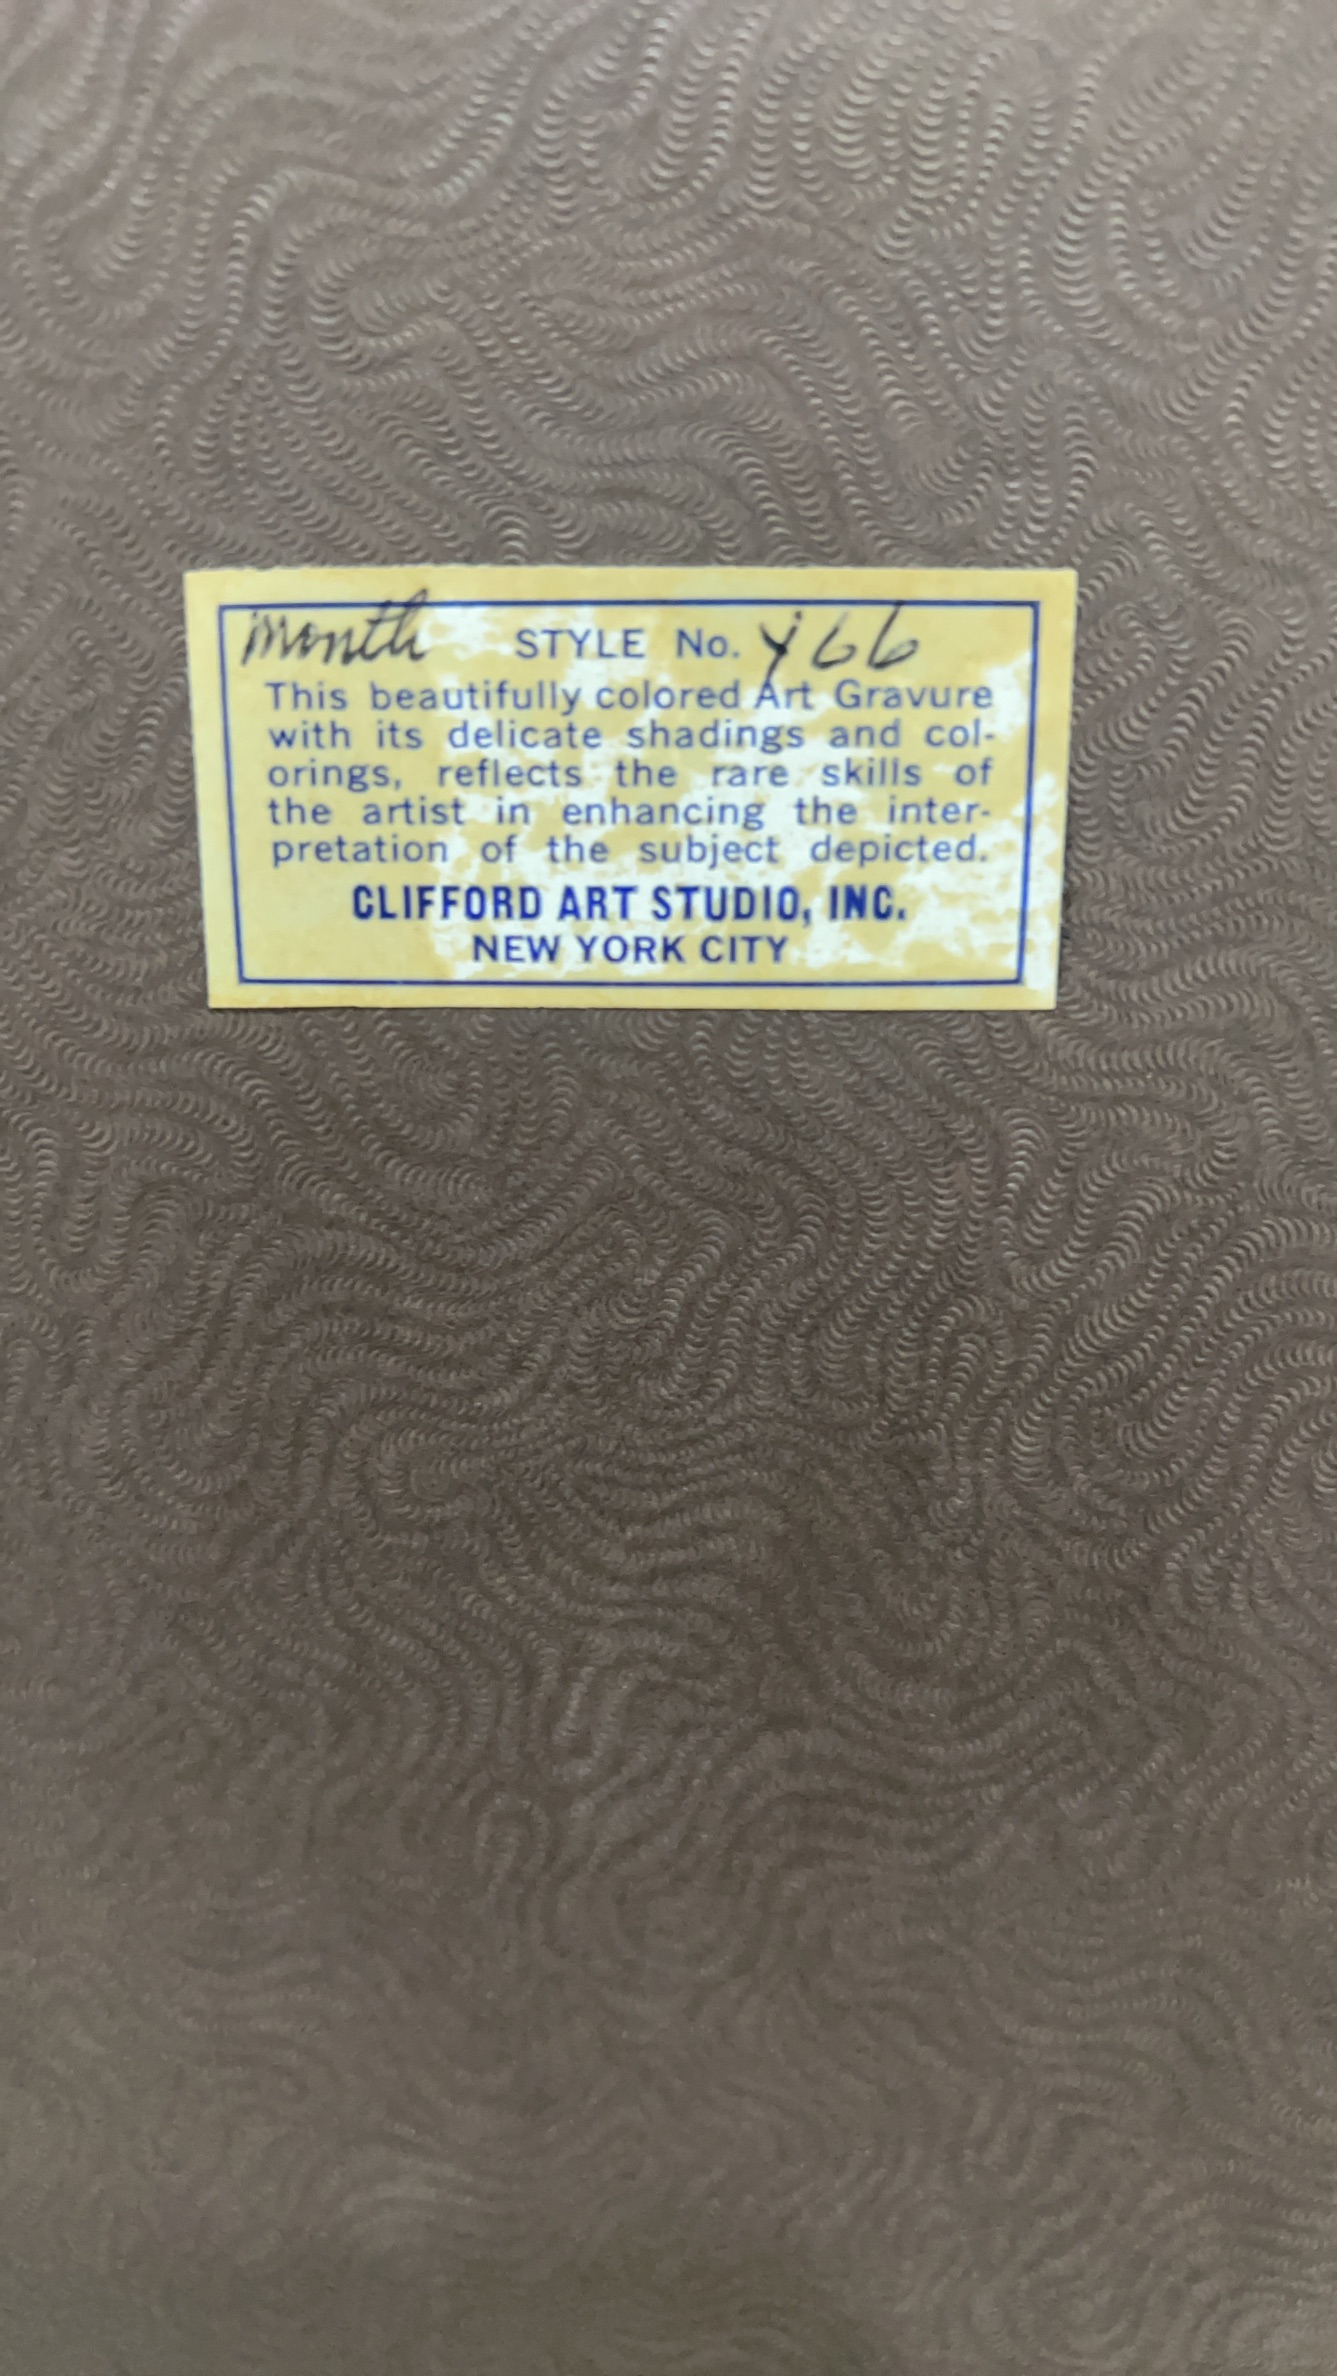 month STYLE No. Y66
This beautifully colored Art Gravure
with its delicate shadings and col-
orings, reflects the rare skills of
the artist in enhancing the inter-
pretation of the subject depicted.
CLIFFORD ART STUDIO, INC.
NEW YORK CITY